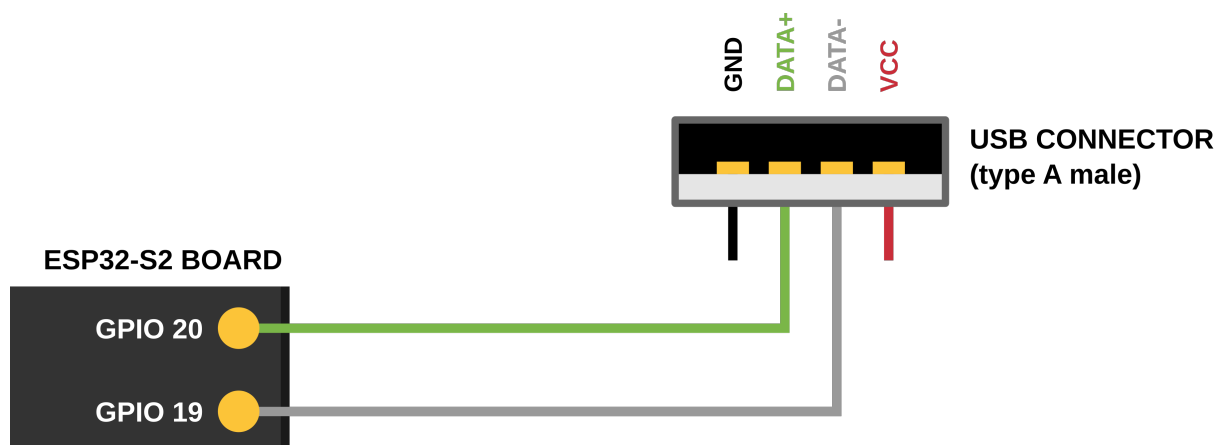 GND
DATA+
DATA-
VCC
USB CONNECTOR
(type A male)
ESP32-S2 BOARD
GPIO 20
GPIO 19